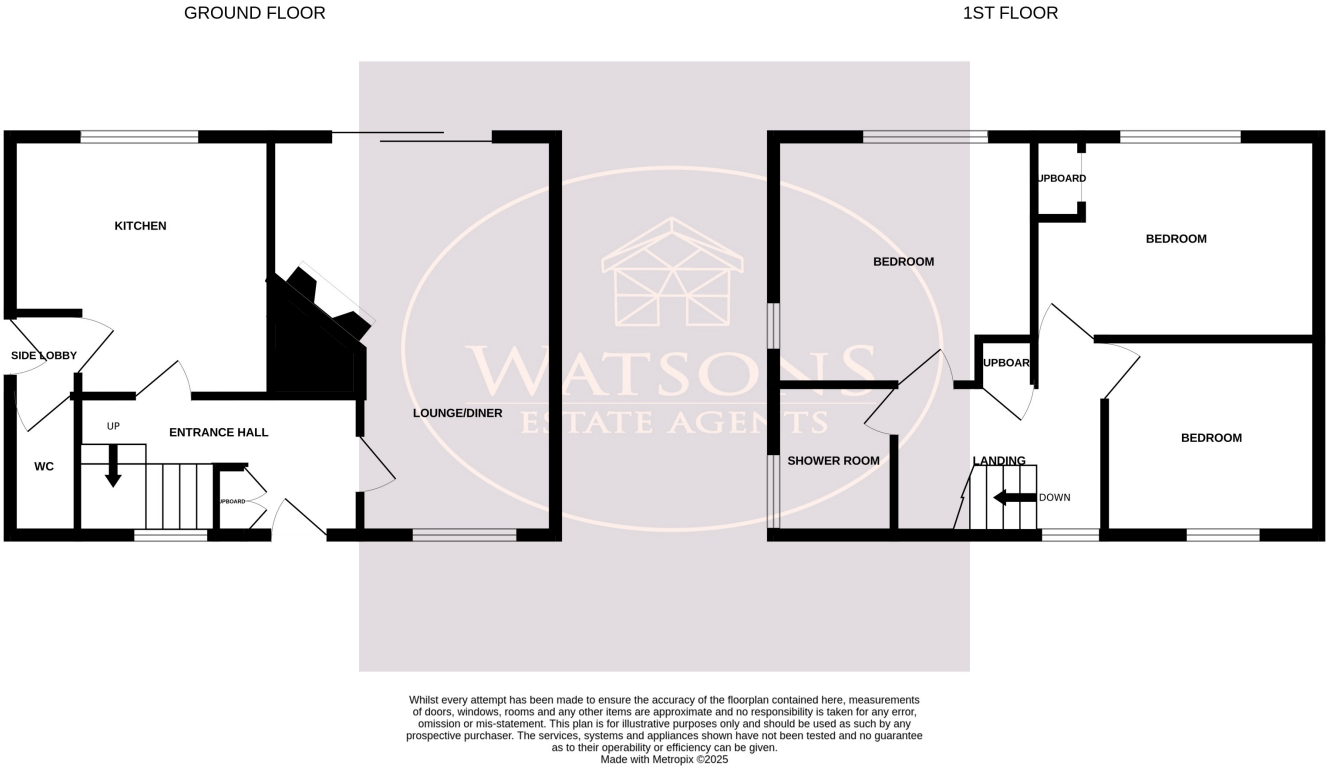 GROUND FLOOR
1ST FLOOR
KITCHEN
SIDE LOBBY
UP
ENTRANCE HALL
WC
UPBOARD
LOUNGE/DINER
BEDROOM
UPBOARD
BEDROOM
UPBOAR
BEDROOM
SHOWER ROOM
LANDING
DOWN
WATSONS
ESTATE AGENTS
Whilst every attempt has been made to ensure the accuracy of the floorplan contained here, measurements
of doors, windows, rooms and any other items are approximate and no responsibility is taken for any error,
omission or mis-statement. This plan is for illustrative purposes only and should be used as such by any
prospective purchaser. The services, systems and appliances shown have not been tested and no guarantee
as to their operability or efficiency can be given.
Made with Metropix ©2025